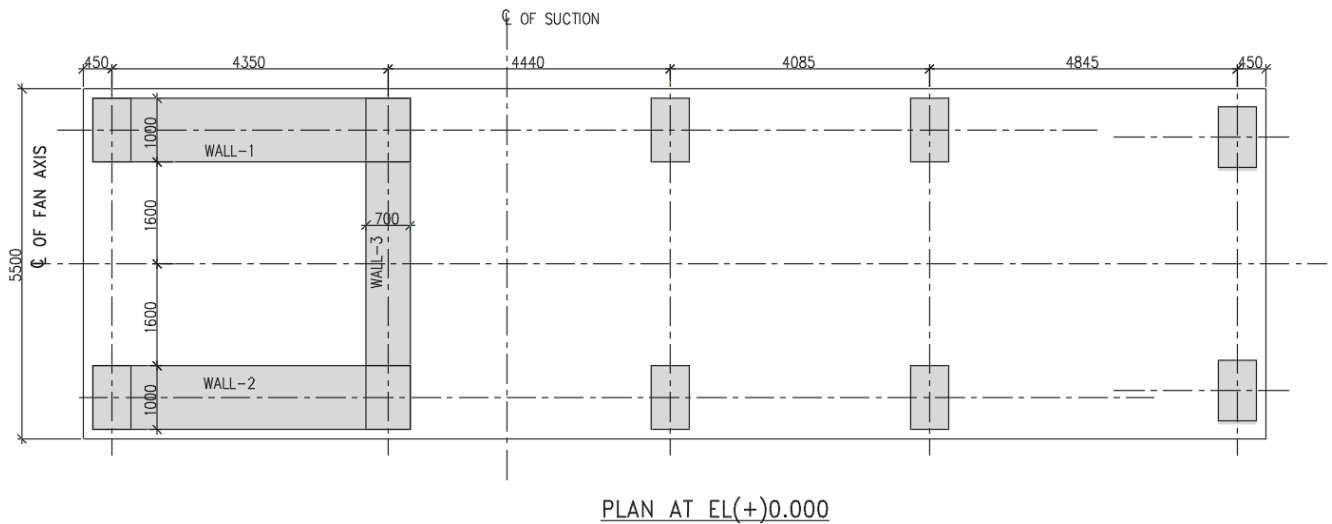 ℄ OF SUCTION
450
4350
4440
4085
4845
450
1000
WALL-1
℄ OF FAN AXIS
1600
700
5500
WALL-3
1600
WALL-2
1000
PLAN AT EL(+)0.000